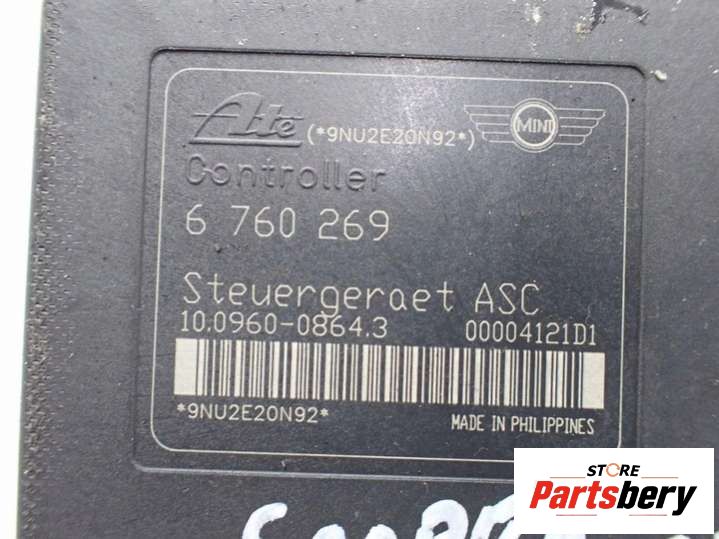 Ate (*9NU2E20N92*) MINI
Controller
6 760 269
Steuergeraet ASC
10.0960-0864.3 00004121D1
*9NU2E20N92*
MADE IN PHILIPPINES
STORE
Partsbery